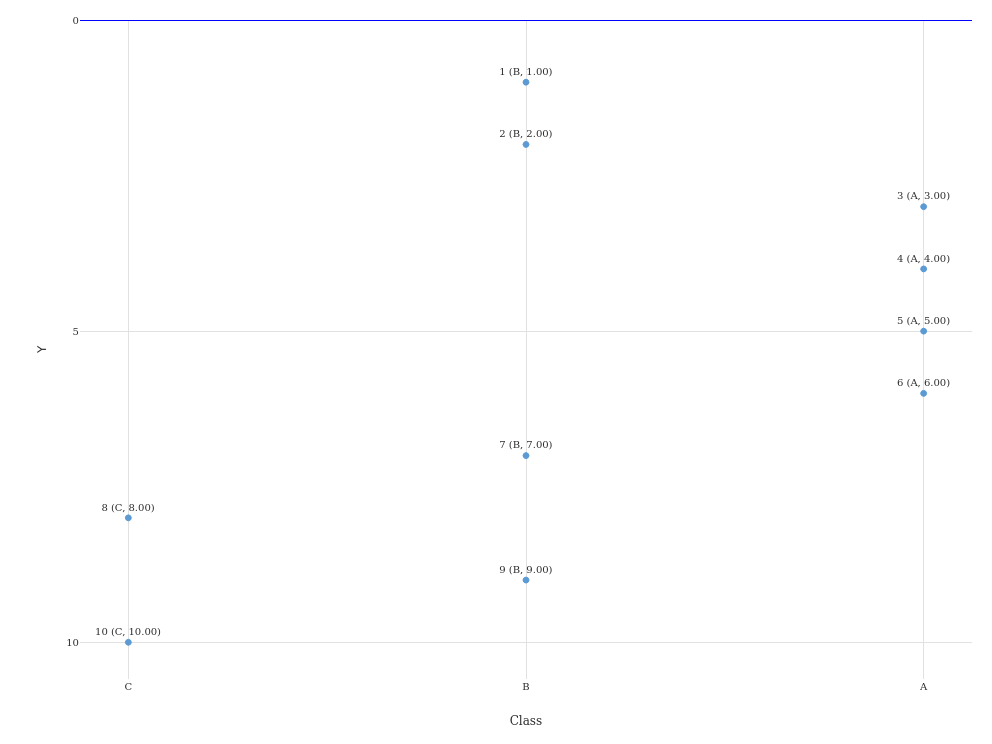 0
1 (B, 1.00)
2 (B, 2.00)
3 (A, 3.00)
4 (A, 4.00)
5 (A, 5.00)
5
Y
6 (A, 6.00)
7 (B, 7.00)
8 (C, 8.00)
9 (B, 9.00)
10 (C, 10.00)
10
C B A
Class